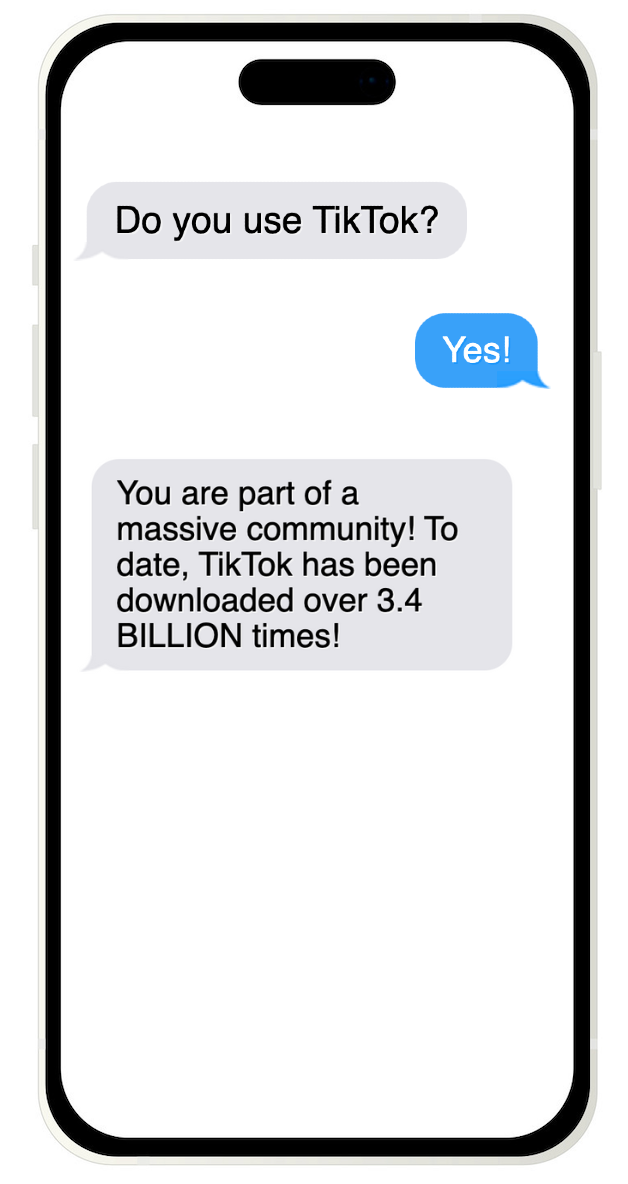 Do you use TikTok?
Yes!
You are part of a
massive community! To
date, TikTok has been
downloaded over 3.4
BILLION times!